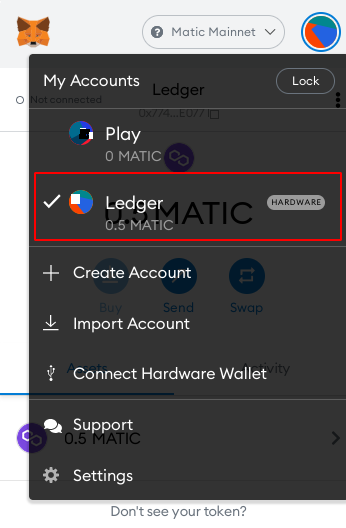 Matic Mainnet
My Accounts
Lock
Ledger
Not connected
0x774...E077
Play
0 MATIC
Ledger
HARDWARE
0.5 MATIC
0.5 MATIC
Create Account
Buy
Send
Swap
Import Account
Assets
Activity
Connect Hardware Wallet
Support
0.5 MATIC
Settings
Don't see your token?